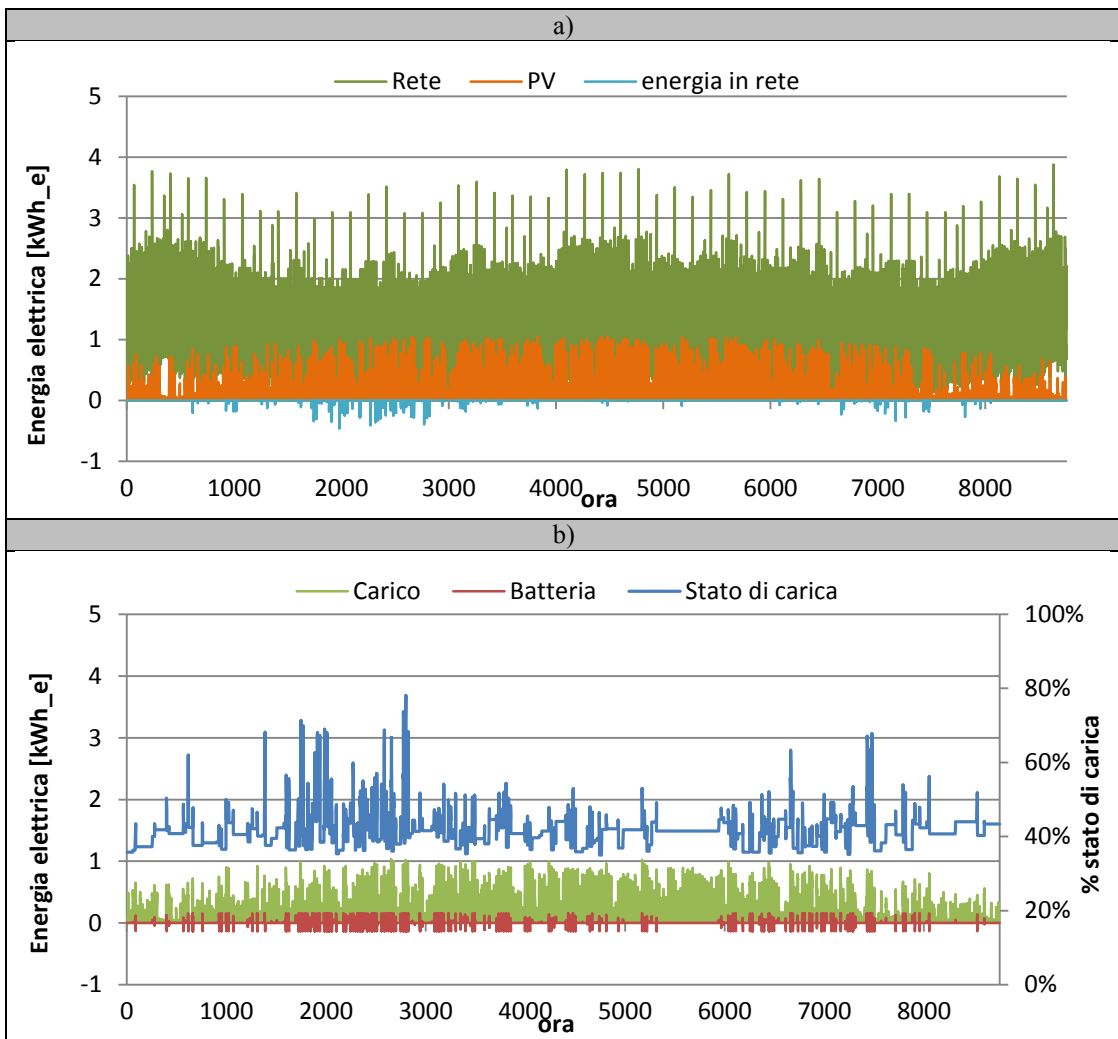 a)
Rete PV energia in rete
5
4
3
2
1
0
-1
Energia elettrica [kWh_e]
0 1000 2000 3000 4000 5000 6000 7000 8000
ora
b)
Carico Batteria Stato di carica
5
4
3
2
1
0
-1
Energia elettrica [kWh_e]
100%
80%
60%
40%
20%
0%
% stato di carica
0 1000 2000 3000 4000 5000 6000 7000 8000
ora